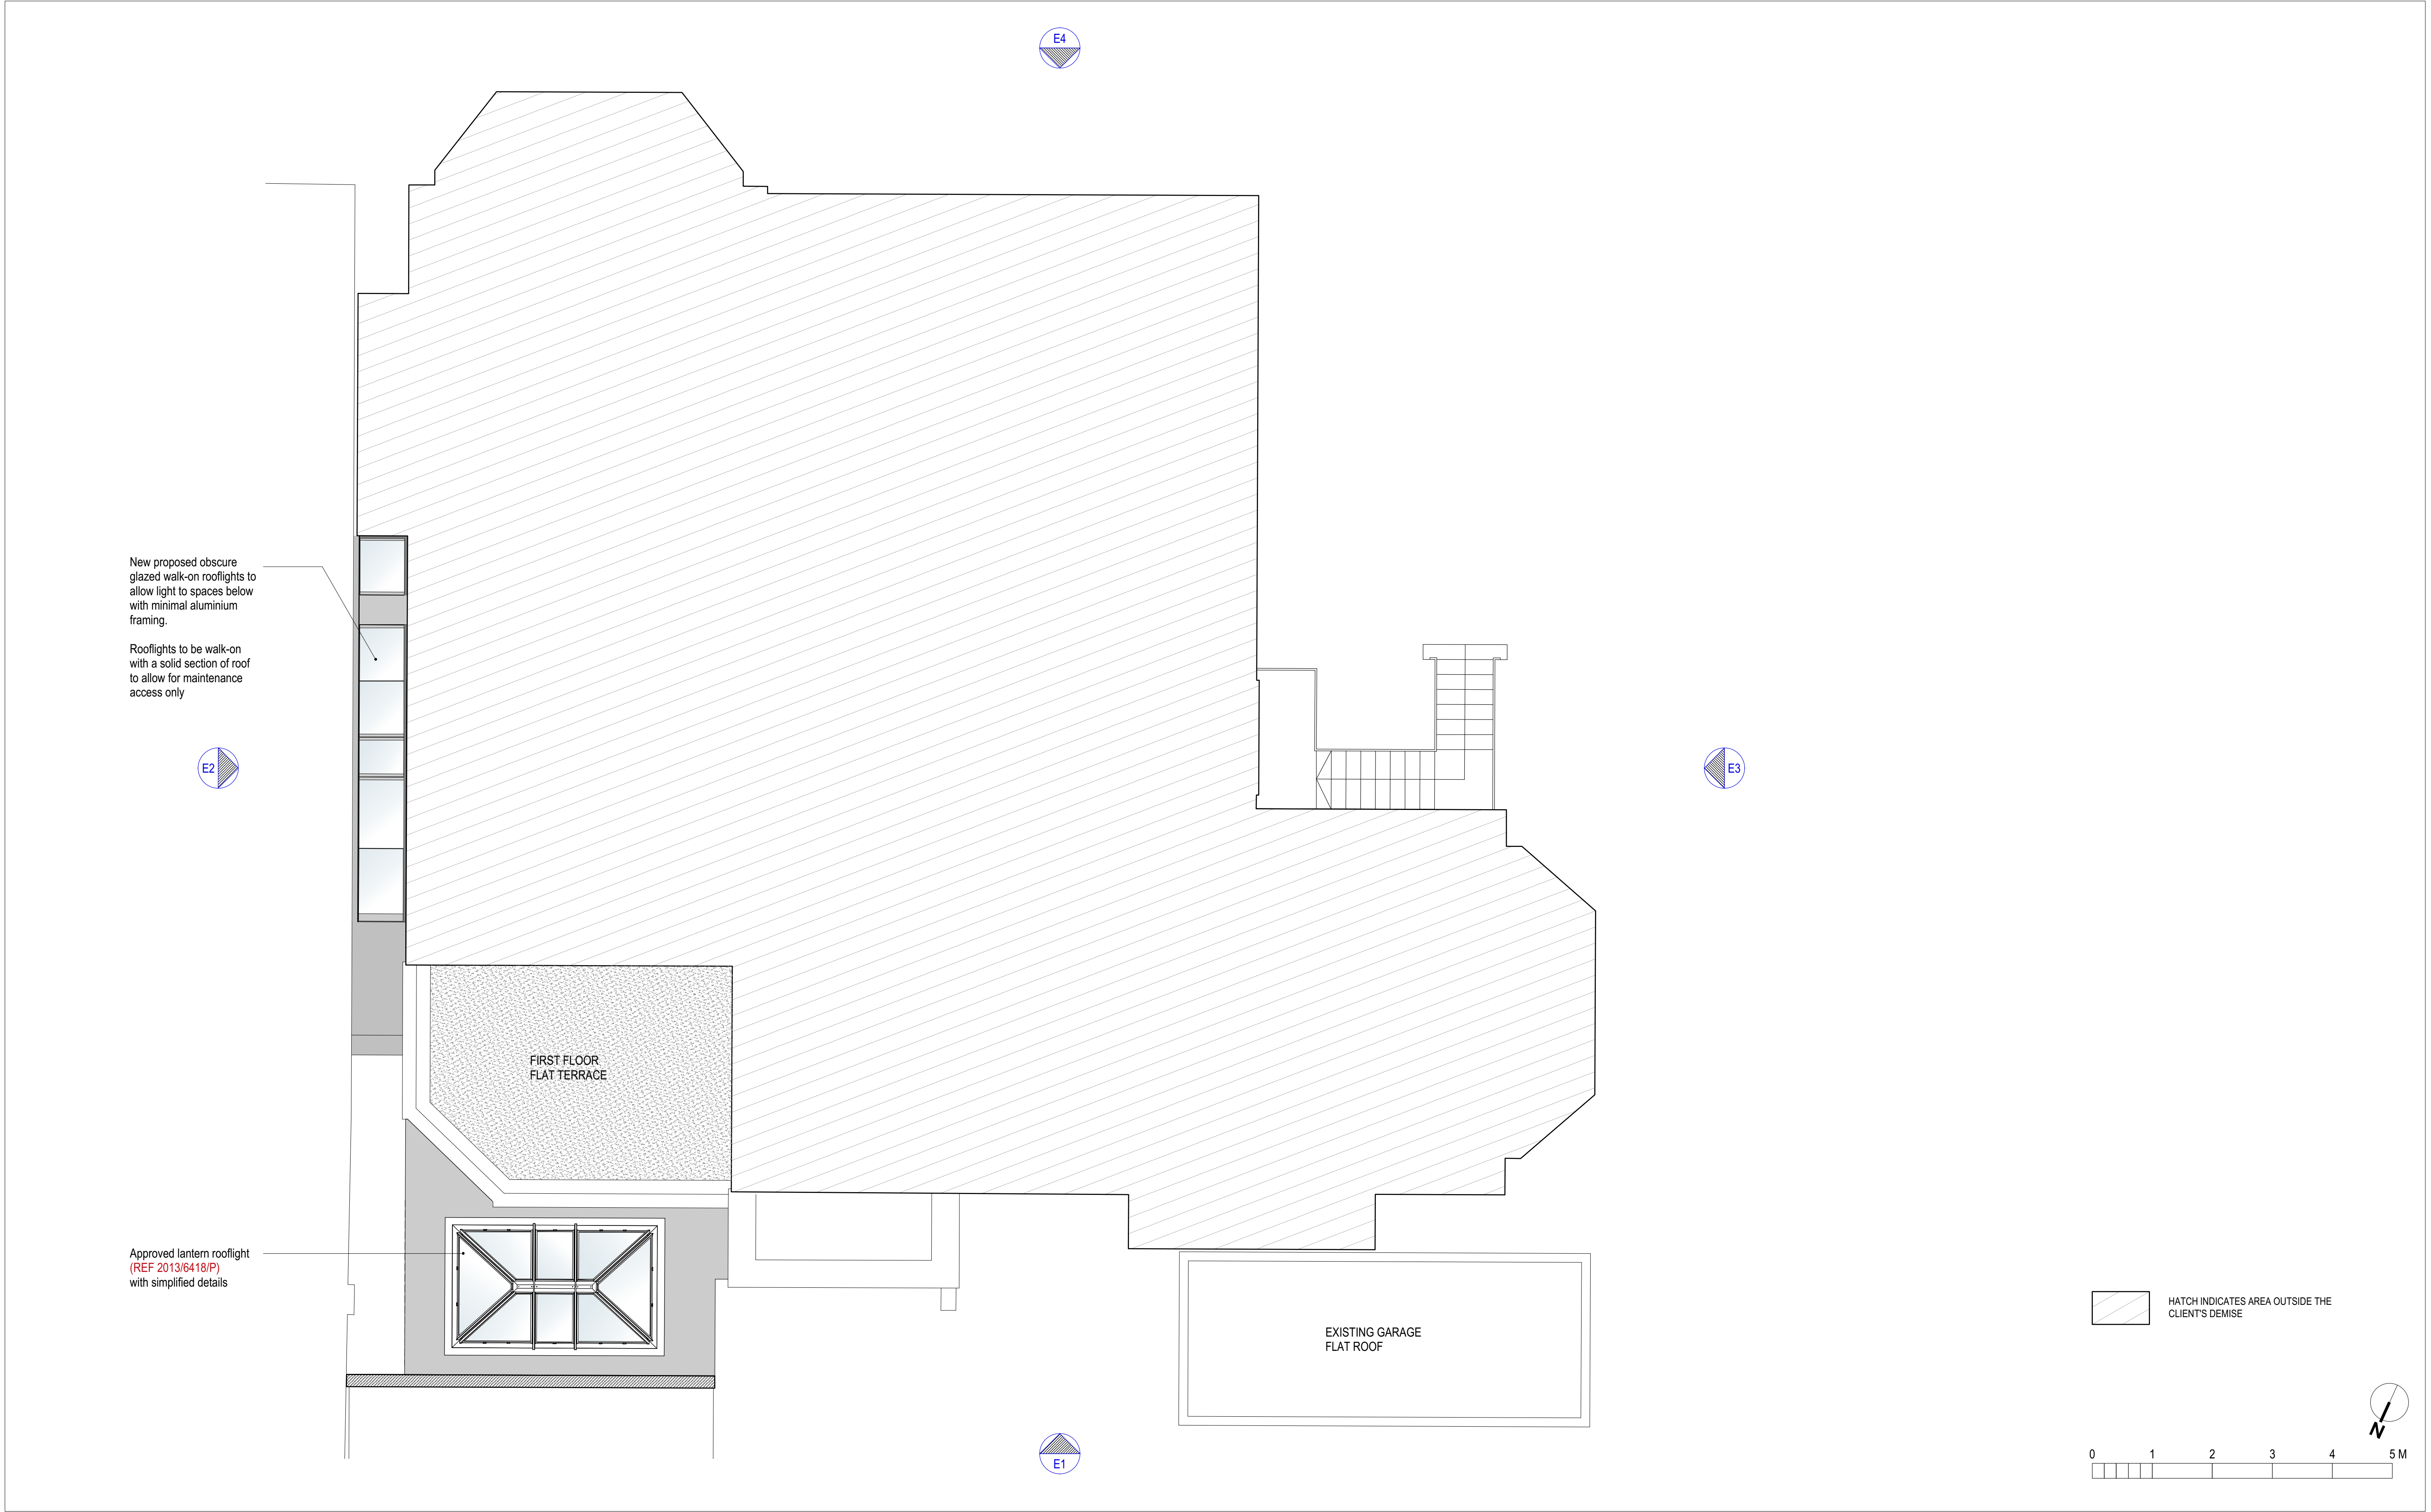 E4
New proposed obscure
glazed walk-on rooflights to
allow light to spaces below
with minimal aluminium
framing.
Rooflights to be walk-on
with a solid section of roof
to allow for maintenance
access only
E2
E3
FIRST FLOOR
FLAT TERRACE
Approved lantern rooflight
(REF 2013/6418/P)
with simplified details
EXISTING GARAGE
FLAT ROOF
HATCH INDICATES AREA OUTSIDE THE
CLIENT'S DEMISE
N
E1
0 1 2 3 4 5 M